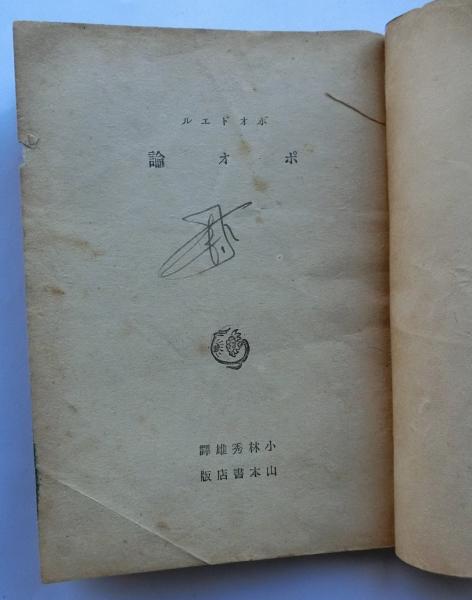 ボオドエル
ポオ論
小林秀雄譯
山本書店版